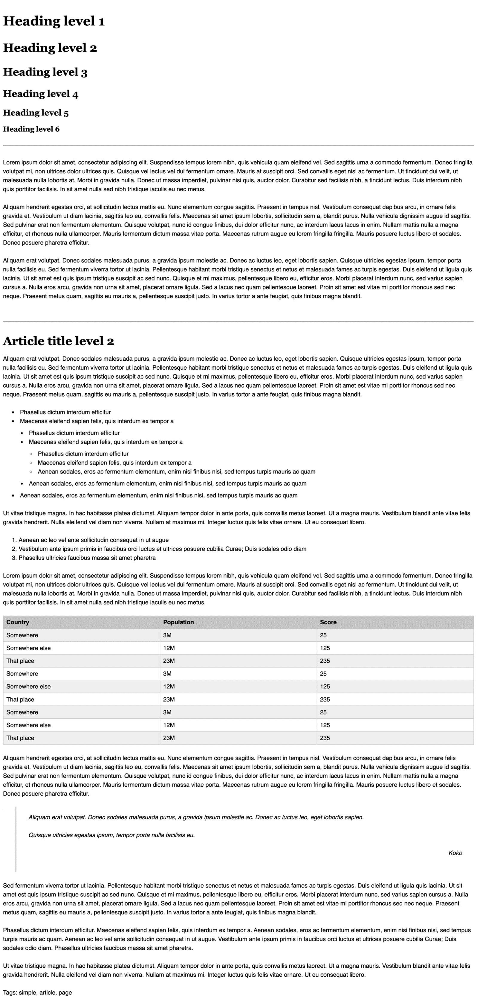 Heading level 1
Heading level 2
Heading level 3
Heading level 4
Heading level 5
Heading level 6
Lorem ipsum dolor sit amet, consectetur adipiscing elit. Suspendisse tempus lorem nibh, quis vehicula quam eleifend vel. Sed sagittis urna a commodo fermentum. Donec fringilla
volutpat mi, non ultrices dolor ultrices quis. Quisque vel lectus vel dui fermentum ornare. Mauris at suscipit orci. Sed convallis eget nisl ac fermentum. Ut tincidunt dui velit, ut
malesuada nulla lobortis at. Morbi in gravida nulla. Donec ut massa imperdiet, pulvinar nisi quis, auctor dolor. Curabitur sed facilisis nibh, a tincidunt lectus. Duis interdum nibh
quis porttitor facilisis. In sit amet nulla sed nibh tristique iaculis eu nec metus.
Aliquam hendrerit egestas orci, at sollicitudin lectus mattis eu. Nunc elementum congue sagittis. Praesent in tempus nisl. Vestibulum consequat dapibus arcu, in ornare felis
gravida et. Vestibulum ut diam lacinia, sagittis leo eu, convallis felis. Maecenas sit amet ipsum lobortis, sollicitudin sem a, blandit purus. Nulla vehicula dignissim augue id sagittis.
Sed pulvinar erat non fermentum elementum. Quisque volutpat, nunc id congue finibus, dui dolor efficitur nunc, ac interdum lacus lacus in enim. Nullam mattis nulla a magna
efficitur, et rhoncus nulla ullamcorper. Mauris fermentum dictum massa vitae porta. Maecenas rutrum augue eu lorem fringilla fringilla. Mauris posuere luctus libero et sodales.
Donec posuere pharetra efficitur.
Aliquam erat volutpat. Donec sodales malesuada purus, a gravida ipsum molestie ac. Donec ac luctus leo, eget lobortis sapien. Quisque ultricies egestas ipsum, tempor porta
nulla facilisis eu. Sed fermentum viverra tortor ut lacinia. Pellentesque habitant morbi tristique senectus et netus et malesuada fames ac turpis egestas. Duis eleifend ut ligula quis
lacinia. Ut sit amet est quis ipsum tristique suscipit ac sed nunc. Quisque et mi maximus, pellentesque libero eu, efficitur eros. Morbi placerat interdum nunc, sed varius sapien
cursus a. Nulla eros arcu, gravida non urna sit amet, placerat ornare ligula. Sed a lacus nec quam pellentesque laoreet. Proin sit amet est vitae mi porttitor rhoncus sed nec
neque. Praesent metus quam, sagittis eu mauris a, pellentesque suscipit justo. In varius tortor a ante feugiat, quis finibus magna blandit.
Article title level 2
Aliquam erat volutpat. Donec sodales malesuada purus, a gravida ipsum molestie ac. Donec ac luctus leo, eget lobortis sapien. Quisque ultricies egestas ipsum, tempor porta
nulla facilisis eu. Sed fermentum viverra tortor ut lacinia. Pellentesque habitant morbi tristique senectus et netus et malesuada fames ac turpis egestas. Duis eleifend ut ligula quis
lacinia. Ut sit amet est quis ipsum tristique suscipit ac sed nunc. Quisque et mi maximus, pellentesque libero eu, efficitur eros. Morbi placerat interdum nunc, sed varius sapien
cursus a. Nulla eros arcu, gravida non urna sit amet, placerat ornare ligula. Sed a lacus nec quam pellentesque laoreet. Proin sit amet est vitae mi porttitor rhoncus sed nec
neque. Praesent metus quam, sagittis eu mauris a, pellentesque suscipit justo. In varius tortor a ante feugiat, quis finibus magna blandit.
▪ Phasellus dictum interdum efficitur
▪ Maecenas eleifend sapien felis, quis interdum ex tempor a
• Phasellus dictum interdum efficitur
• Maecenas eleifend sapien felis, quis interdum ex tempor a
◦ Phasellus dictum interdum efficitur
◦ Maecenas eleifend sapien felis, quis interdum ex tempor a
◦ Aenean sodales, eros ac fermentum elementum, enim nisi finibus nisi, sed tempus turpis mauris ac quam
• Aenean sodales, eros ac fermentum elementum, enim nisi finibus nisi, sed tempus turpis mauris ac quam
▪ Aenean sodales, eros ac fermentum elementum, enim nisi finibus nisi, sed tempus turpis mauris ac quam
Ut vitae tristique magna. In hac habitasse platea dictumst. Aliquam tempor dolor in ante porta, quis convallis metus laoreet. Ut a magna mauris. Vestibulum blandit ante vitae felis
gravida hendrerit. Nulla eleifend vel diam non viverra. Nullam at maximus mi. Integer luctus quis felis vitae ornare. Ut eu consequat libero.
1. Aenean ac leo vel ante sollicitudin consequat in ut augue
2. Vestibulum ante ipsum primis in faucibus orci luctus et ultrices posuere cubilia Curae; Duis sodales odio diam
3. Phasellus ultricies faucibus massa sit amet pharetra
Lorem ipsum dolor sit amet, consectetur adipiscing elit. Suspendisse tempus lorem nibh, quis vehicula quam eleifend vel. Sed sagittis urna a commodo fermentum. Donec fringilla
volutpat mi, non ultrices dolor ultrices quis. Quisque vel lectus vel dui fermentum ornare. Mauris at suscipit orci. Sed convallis eget nisl ac fermentum. Ut tincidunt dui velit, ut
malesuada nulla lobortis at. Morbi in gravida nulla. Donec ut massa imperdiet, pulvinar nisi quis, auctor dolor. Curabitur sed facilisis nibh, a tincidunt lectus. Duis interdum nibh
quis porttitor facilisis. In sit amet nulla sed nibh tristique iaculis eu nec metus.
Country Population Score
Somewhere 3M 25
Somewhere else 12M 125
That place 23M 235
Somewhere 3M 25
Somewhere else 12M 125
That place 23M 235
Somewhere 3M 25
Somewhere else 12M 125
That place 23M 235
Aliquam hendrerit egestas orci, at sollicitudin lectus mattis eu. Nunc elementum congue sagittis. Praesent in tempus nisl. Vestibulum consequat dapibus arcu, in ornare felis
gravida et. Vestibulum ut diam lacinia, sagittis leo eu, convallis felis. Maecenas sit amet ipsum lobortis, sollicitudin sem a, blandit purus. Nulla vehicula dignissim augue id sagittis.
Sed pulvinar erat non fermentum elementum. Quisque volutpat, nunc id congue finibus, dui dolor efficitur nunc, ac interdum lacus lacus in enim. Nullam mattis nulla a magna
efficitur, et rhoncus nulla ullamcorper. Mauris fermentum dictum massa vitae porta. Maecenas rutrum augue eu lorem fringilla fringilla. Mauris posuere luctus libero et sodales.
Donec posuere pharetra efficitur.
Aliquam erat volutpat. Donec sodales malesuada purus, a gravida ipsum molestie ac. Donec ac luctus leo, eget lobortis sapien.
Quisque ultricies egestas ipsum, tempor porta nulla facilisis eu.
Koko
Sed fermentum viverra tortor ut lacinia. Pellentesque habitant morbi tristique senectus et netus et malesuada fames ac turpis egestas. Duis eleifend ut ligula quis lacinia. Ut sit
amet est quis ipsum tristique suscipit ac sed nunc. Quisque et mi maximus, pellentesque libero eu, efficitur eros. Morbi placerat interdum nunc, sed varius sapien cursus a. Nulla
eros arcu, gravida non urna sit amet, placerat ornare ligula. Sed a lacus nec quam pellentesque laoreet. Proin sit amet est vitae mi porttitor rhoncus sed nec neque. Praesent
metus quam, sagittis eu mauris a, pellentesque suscipit justo. In varius tortor a ante feugiat, quis finibus magna blandit.
Phasellus dictum interdum efficitur. Maecenas eleifend sapien felis, quis interdum ex tempor a. Aenean sodales, eros ac fermentum elementum, enim nisi finibus nisi, sed tempus
turpis mauris ac quam. Aenean ac leo vel ante sollicitudin consequat in ut augue. Vestibulum ante ipsum primis in faucibus orci luctus et ultrices posuere cubilia Curae; Duis
sodales odio diam. Phasellus ultricies faucibus massa sit amet pharetra.
Ut vitae tristique magna. In hac habitasse platea dictumst. Aliquam tempor dolor in ante porta, quis convallis metus laoreet. Ut a magna mauris. Vestibulum blandit ante vitae felis
gravida hendrerit. Nulla eleifend vel diam non viverra. Nullam at maximus mi. Integer luctus quis felis vitae ornare. Ut eu consequat libero.
Tags: simple, article, page